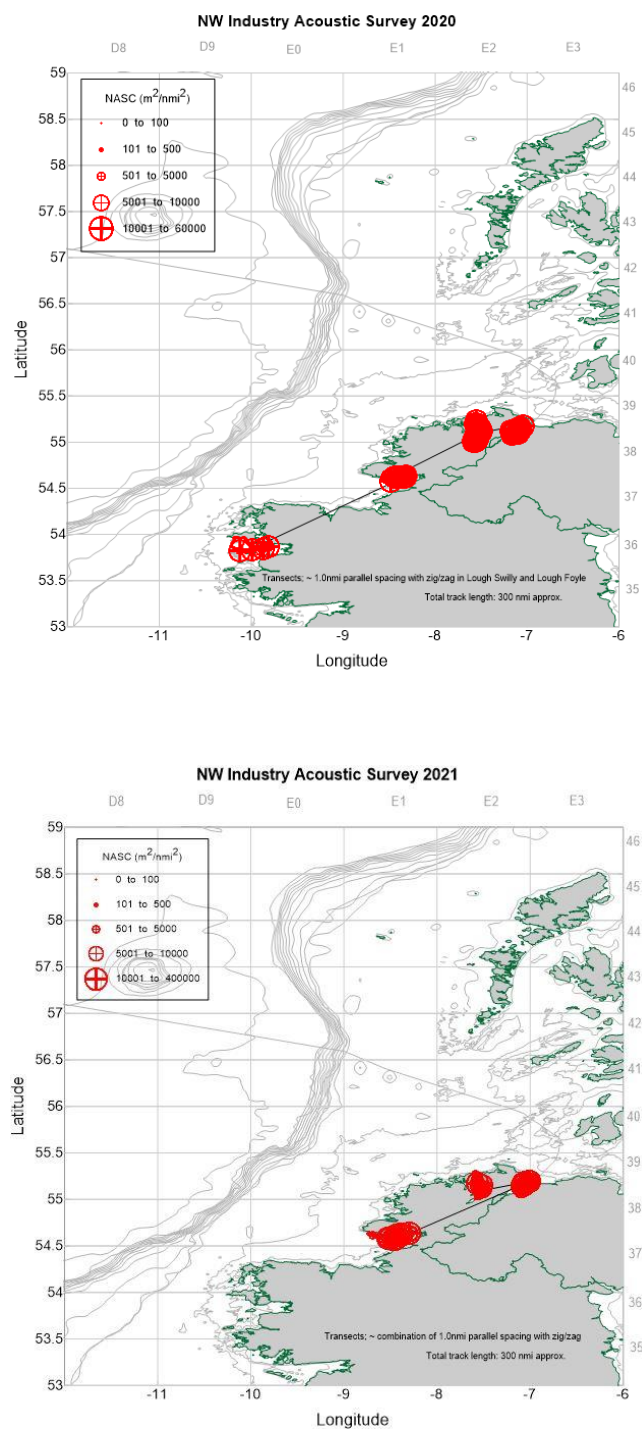 NW Industry Acoustic Survey 2020
D8 D9 E0 E1 E2 E3
59
58.5
58
57.5
57
56.5
56
55.5
55
54.5
54
53.5
53
Latitude
NASC (m²/nmi²)
0 to 100
101 to 500
501 to 5000
5001 to 10000
10001 to 60000
46
45
44
43
42
41
40
39
38
37
36
35
Transects; ~ 1.0nmi parallel spacing with zig/zag in Lough Swilly and Lough Foyle
Total track length: 300 nmi approx.
-11 -10 -9 -8 -7 -6
Longitude
NW Industry Acoustic Survey 2021
D8 D9 E0 E1 E2 E3
59
58.5
58
57.5
57
56.5
56
55.5
55
54.5
54
53.5
53
Latitude
NASC (m²/nmi²)
0 to 100
101 to 500
501 to 5000
5001 to 10000
10001 to 400000
46
45
44
43
42
41
40
39
38
37
36
35
Transects; ~ combination of 1.0nmi parallel spacing with zig/zag
Total track length: 300 nmi approx.
-11 -10 -9 -8 -7 -6
Longitude